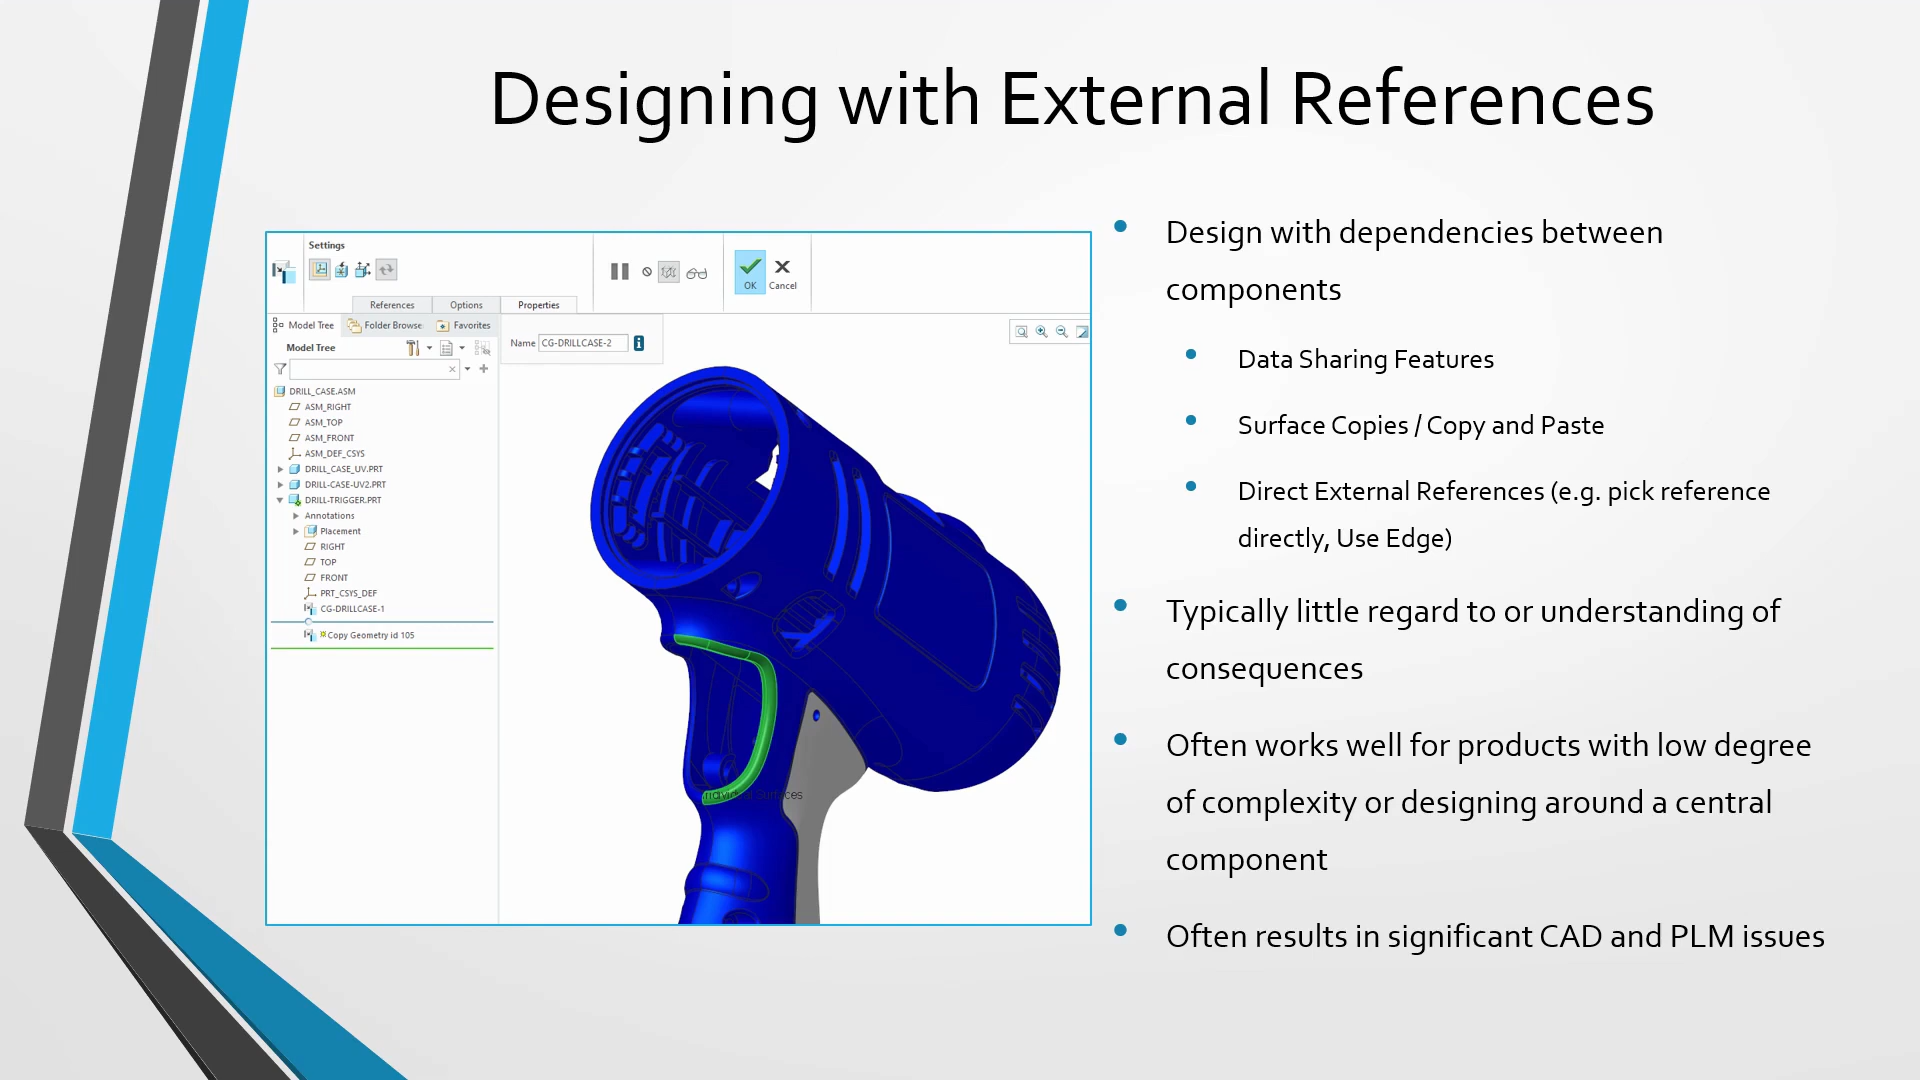 Designing with External References
Settings
OK
Cancel
References
Options
Properties
Model Tree
Folder Browse
Favorites
Model Tree
Name
CG-DRILLCASE-2
DRILL_CASE.ASM
ASM_RIGHT
ASM_TOP
ASM_FRONT
ASM_DEF_CSYS
DRILL_CASE_UV.PRT
DRILL-CASE-UV2.PRT
DRILL-TRIGGER.PRT
Annotations
Placement
RIGHT
TOP
FRONT
PRT_CSYS_DEF
CG-DRILLCASE-1
Copy Geometry id 105
Design with dependencies between
components
Data Sharing Features
Surface Copies / Copy and Paste
Direct External References (e.g. pick reference
directly, Use Edge)
Typically little regard to or understanding of
consequences
Often works well for products with low degree
of complexity or designing around a central
component
Often results in significant CAD and PLM issues